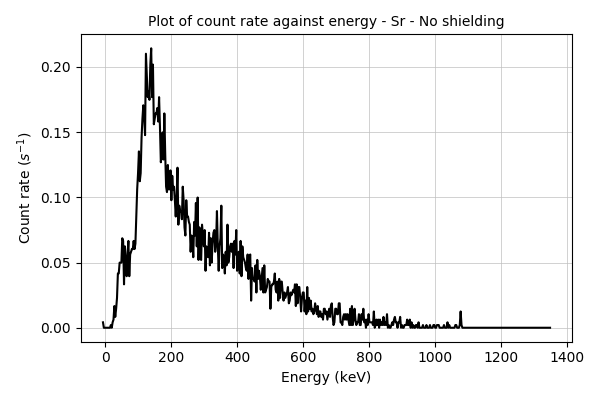 Plot of count rate against energy - Sr - No shielding
Count rate (s⁻¹)
0.20
0.15
0.10
0.05
0.00
0 200 400 600 800 1000 1200 1400
Energy (keV)